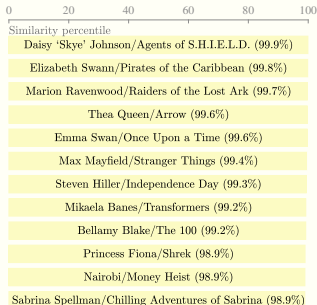 0 20 40 60 80 100
Similarity percentile
Daisy ‘Skye’ Johnson/Agents of S.H.I.E.L.D. (99.9%)
Elizabeth Swann/Pirates of the Caribbean (99.8%)
Marion Ravenwood/Raiders of the Lost Ark (99.7%)
Thea Queen/Arrow (99.6%)
Emma Swan/Once Upon a Time (99.6%)
Max Mayfield/Stranger Things (99.4%)
Steven Hiller/Independence Day (99.3%)
Mikaela Banes/Transformers (99.2%)
Bellamy Blake/The 100 (99.2%)
Princess Fiona/Shrek (98.9%)
Nairobi/Money Heist (98.9%)
Sabrina Spellman/Chilling Adventures of Sabrina (98.9%)